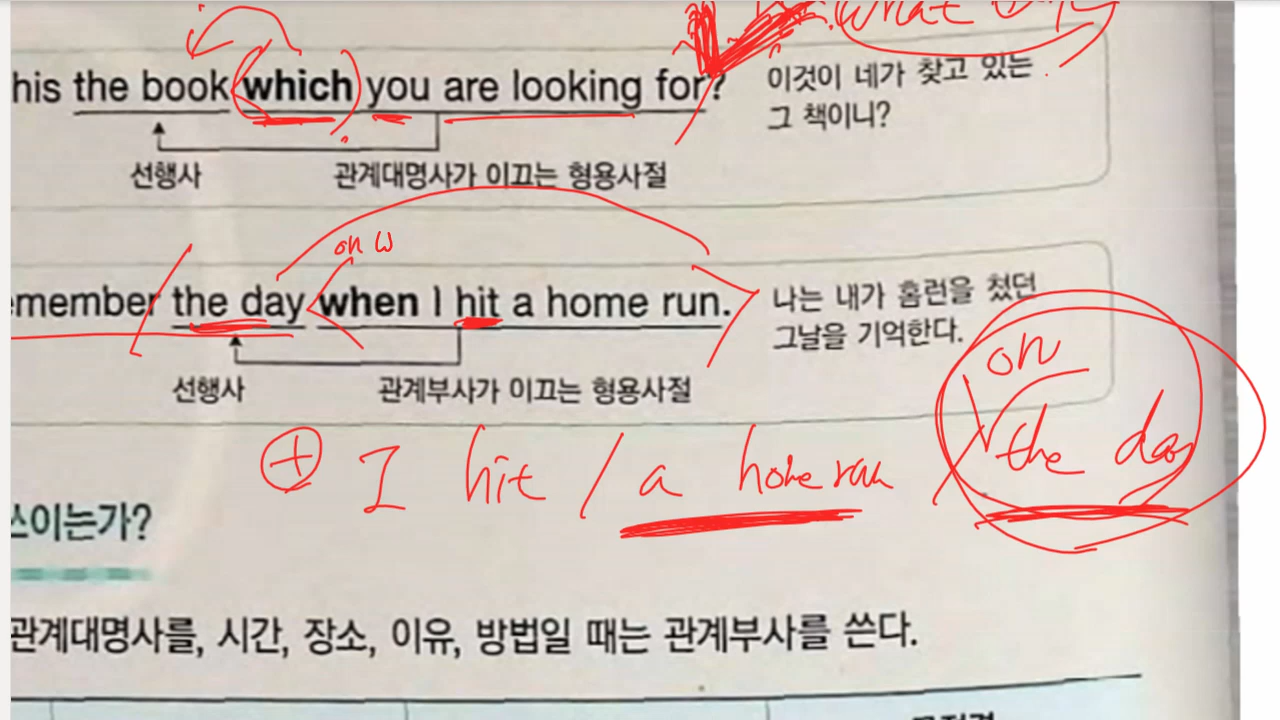 what
his the book which you are looking for?
이것이 네가 찾고 있는
그 책이니?
선행사
관계대명사가 이끄는 형용사절
on w
member the day when I hit a home run.
나는 내가 홈런을 쳤던
그날을 기억한다.
선행사
관계부사가 이끄는 형용사절
on
+ I hit / a home run the day
쓰이는가?
관계대명사를, 시간, 장소, 이유, 방법일 때는 관계부사를 쓴다.